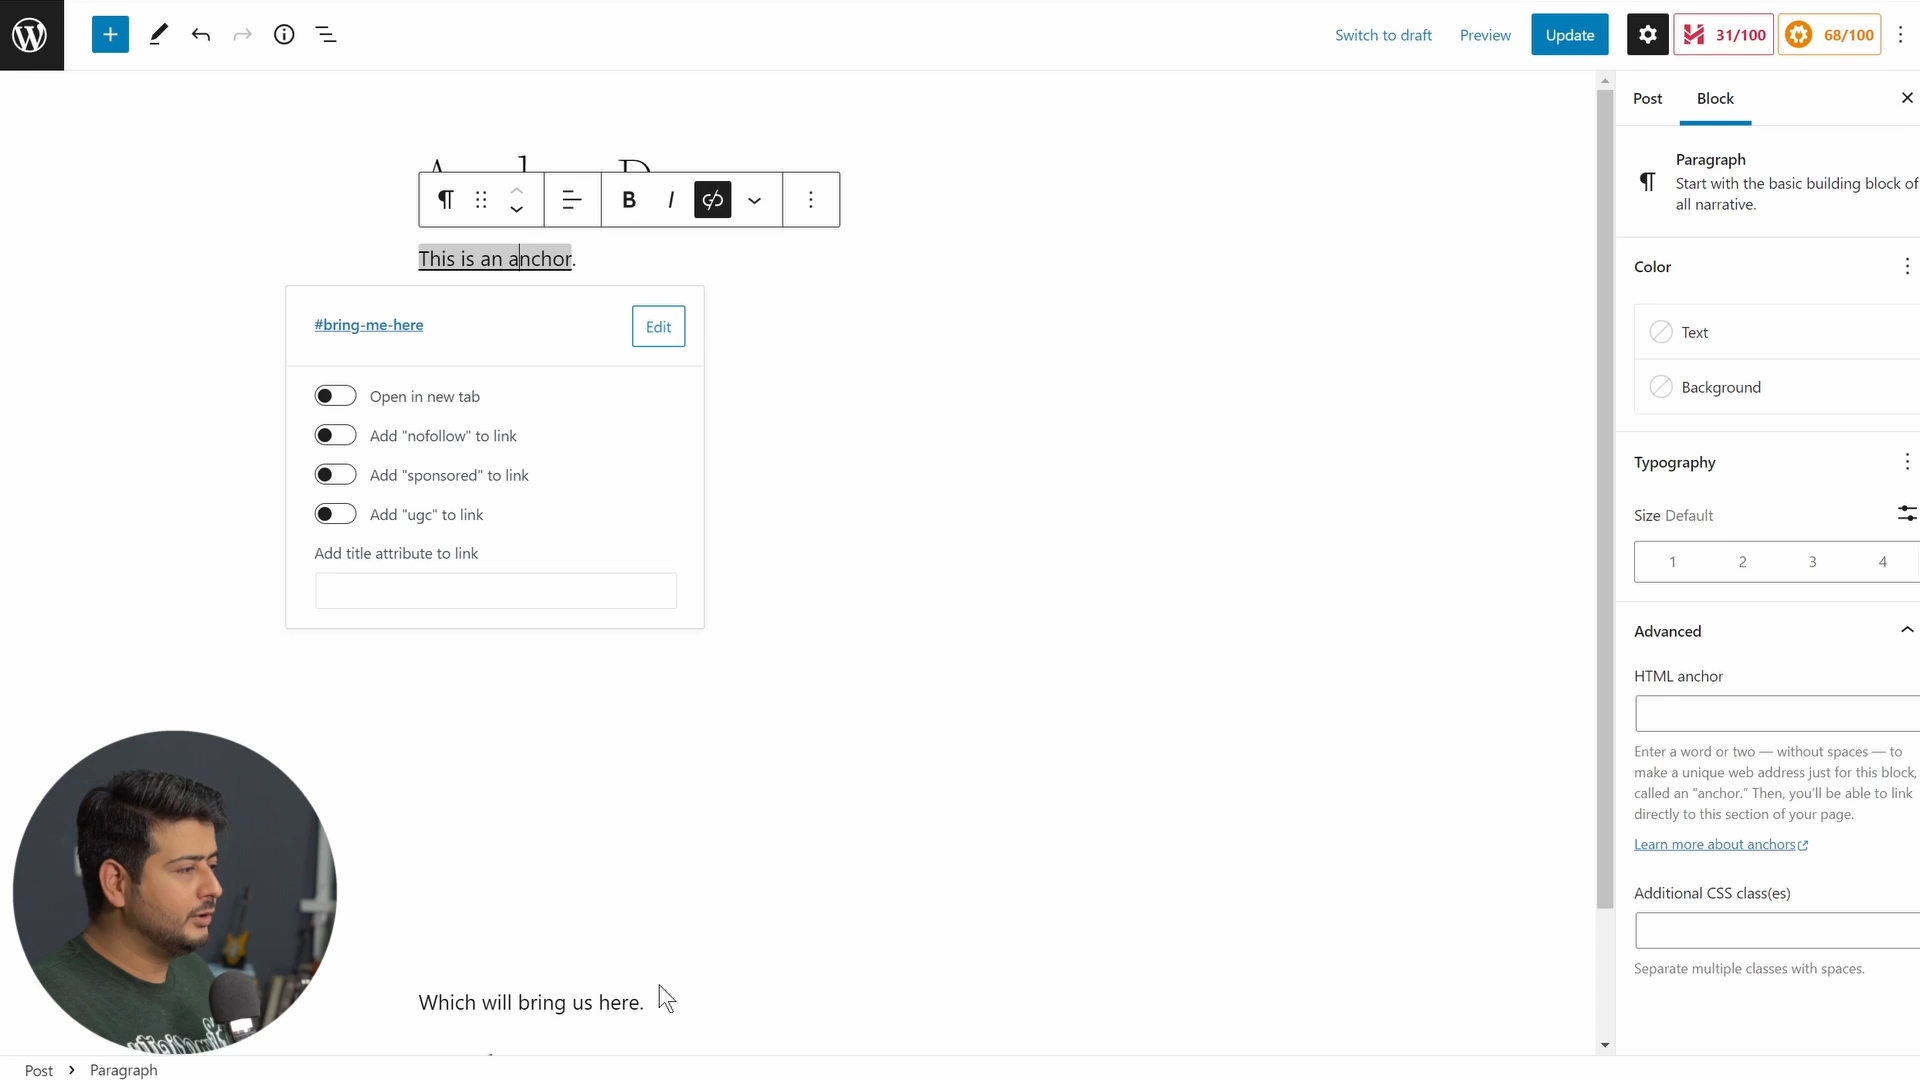 Switch to draft
Preview
Update
31/100
68/100
Post
Block
Paragraph
Start with the basic building block of
all narrative.
This is an anchor.
#bring-me-here
Edit
Open in new tab
Add "nofollow" to link
Add "sponsored" to link
Add "ugc" to link
Add title attribute to link
Color
Text
Background
Typography
Size Default
1 2 3 4
Advanced
HTML anchor
Enter a word or two — without spaces — to
make a unique web address just for this block,
called an “anchor.” Then, you’ll be able to link
directly to this section of your page.
Learn more about anchors
Additional CSS class(es)
Separate multiple classes with spaces.
Which will bring us here.
Post > Paragraph